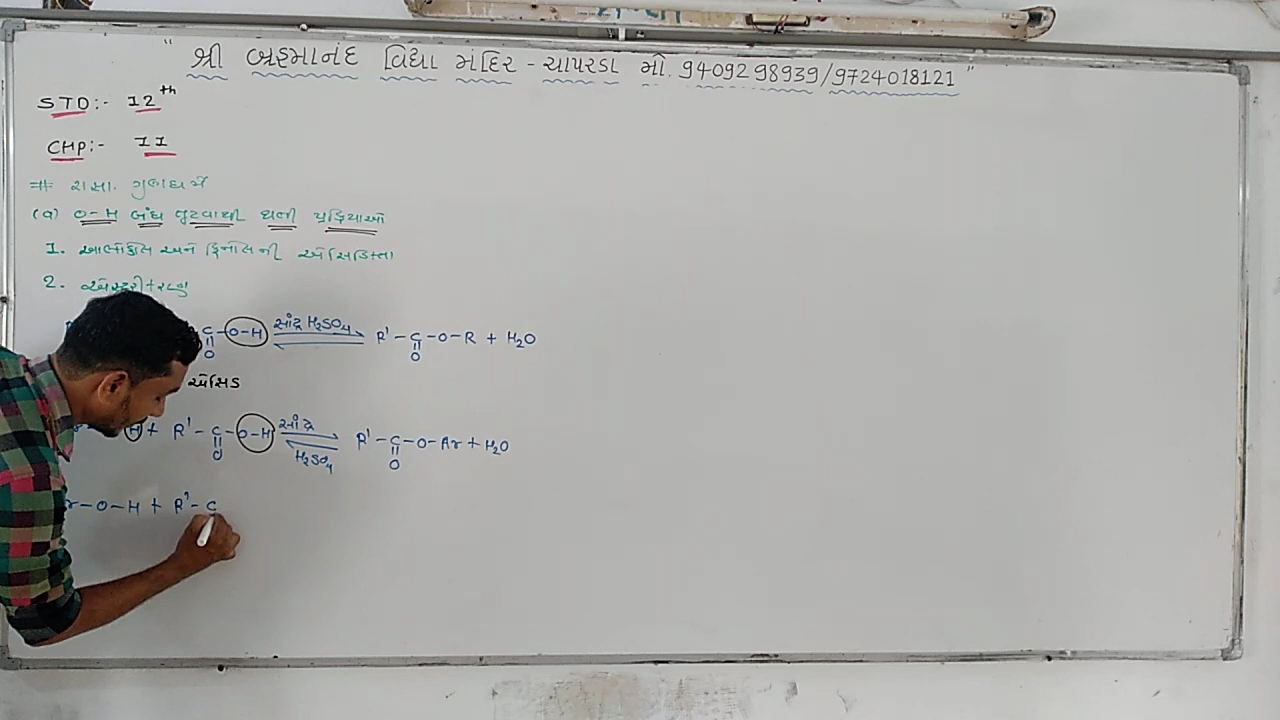 " શ્રી બ્રહ્માનંદ વિદ્યા મંદિર - ચાપરડા મો. 9409298939/9724018121 "
STD:- 12th
CHP:- 11
# રાસા. ગુણધર્મો
(a) O-H બંધ તુટવાથી થતી પ્રક્રિયાઓ
1. આલ્કોહોલ અને ફિનોલ ની એસિડિકતા
2. એસ્ટરીકરણ
C-O-H સાંદ્ર H₂SO₄ ⇌ R' - C - O - R + H₂O
O O
એસિડ
H + R' - C - O-H સાંદ્ર H₂SO₄ ⇌ R' - C - O - Ar + H₂O
O O
r - O - H + R' - C